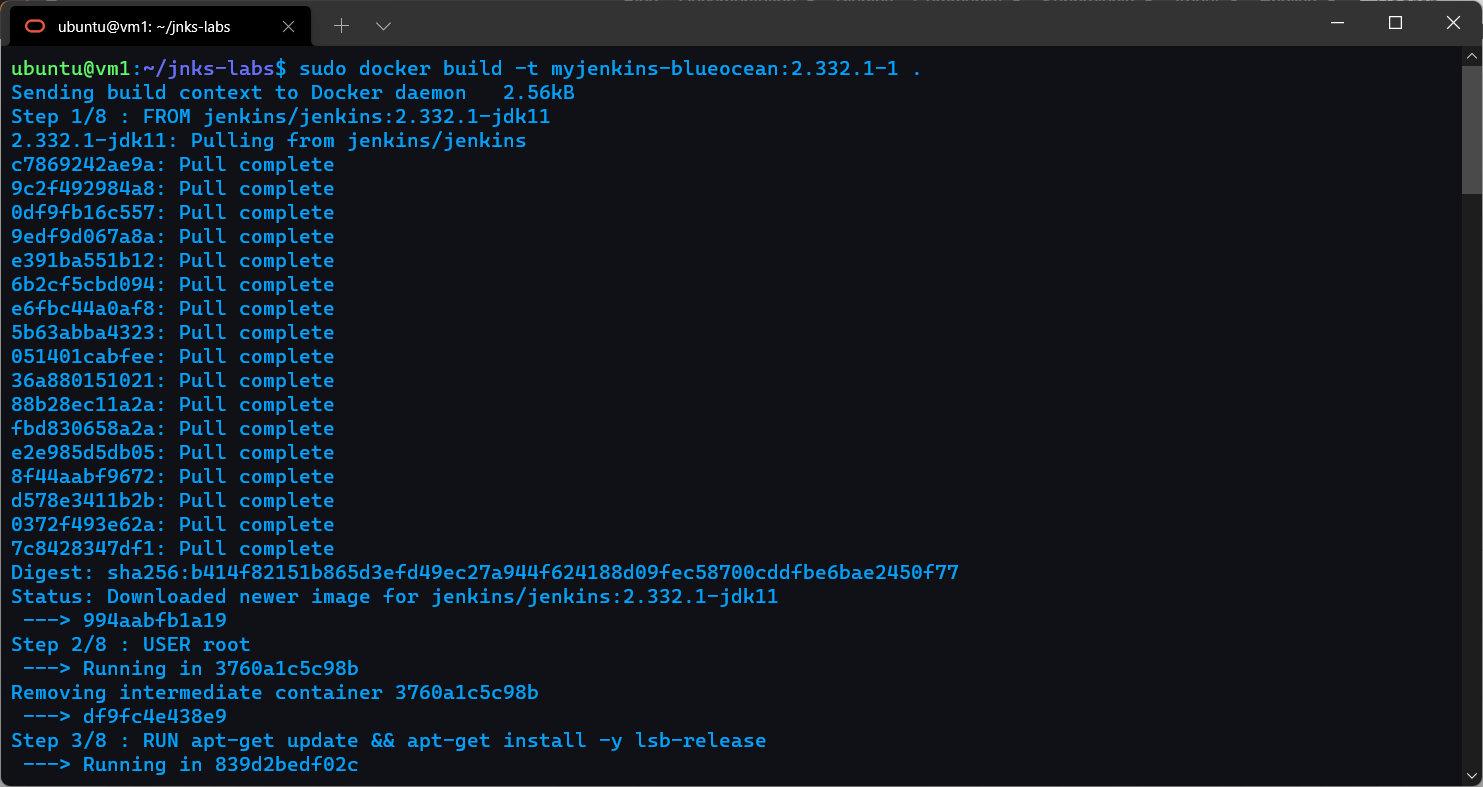 ubuntu@vm1: ~/jnks-labs
ubuntu@vm1:~/jnks-labs$ sudo docker build -t myjenkins-blueocean:2.332.1-1 .
Sending build context to Docker daemon   2.56kB
Step 1/8 : FROM jenkins/jenkins:2.332.1-jdk11
2.332.1-jdk11: Pulling from jenkins/jenkins
c7869242ae9a: Pull complete
9c2f492984a8: Pull complete
0df9fb16c557: Pull complete
9edf9d067a8a: Pull complete
e391ba551b12: Pull complete
6b2cf5cbd094: Pull complete
e6fbc44a0af8: Pull complete
5b63abba4323: Pull complete
051401cabfee: Pull complete
36a880151021: Pull complete
88b28ec11a2a: Pull complete
fbd830658a2a: Pull complete
e2e985d5db05: Pull complete
8f44aabf9672: Pull complete
d578e3411b2b: Pull complete
0372f493e62a: Pull complete
7c8428347df1: Pull complete
Digest: sha256:b414f82151b865d3efd49ec27a944f624188d09fec58700cddfbe6bae2450f77
Status: Downloaded newer image for jenkins/jenkins:2.332.1-jdk11
 ---> 994aabfb1a19
Step 2/8 : USER root
 ---> Running in 3760a1c5c98b
Removing intermediate container 3760a1c5c98b
 ---> df9fc4e438e9
Step 3/8 : RUN apt-get update && apt-get install -y lsb-release
 ---> Running in 839d2bedf02c